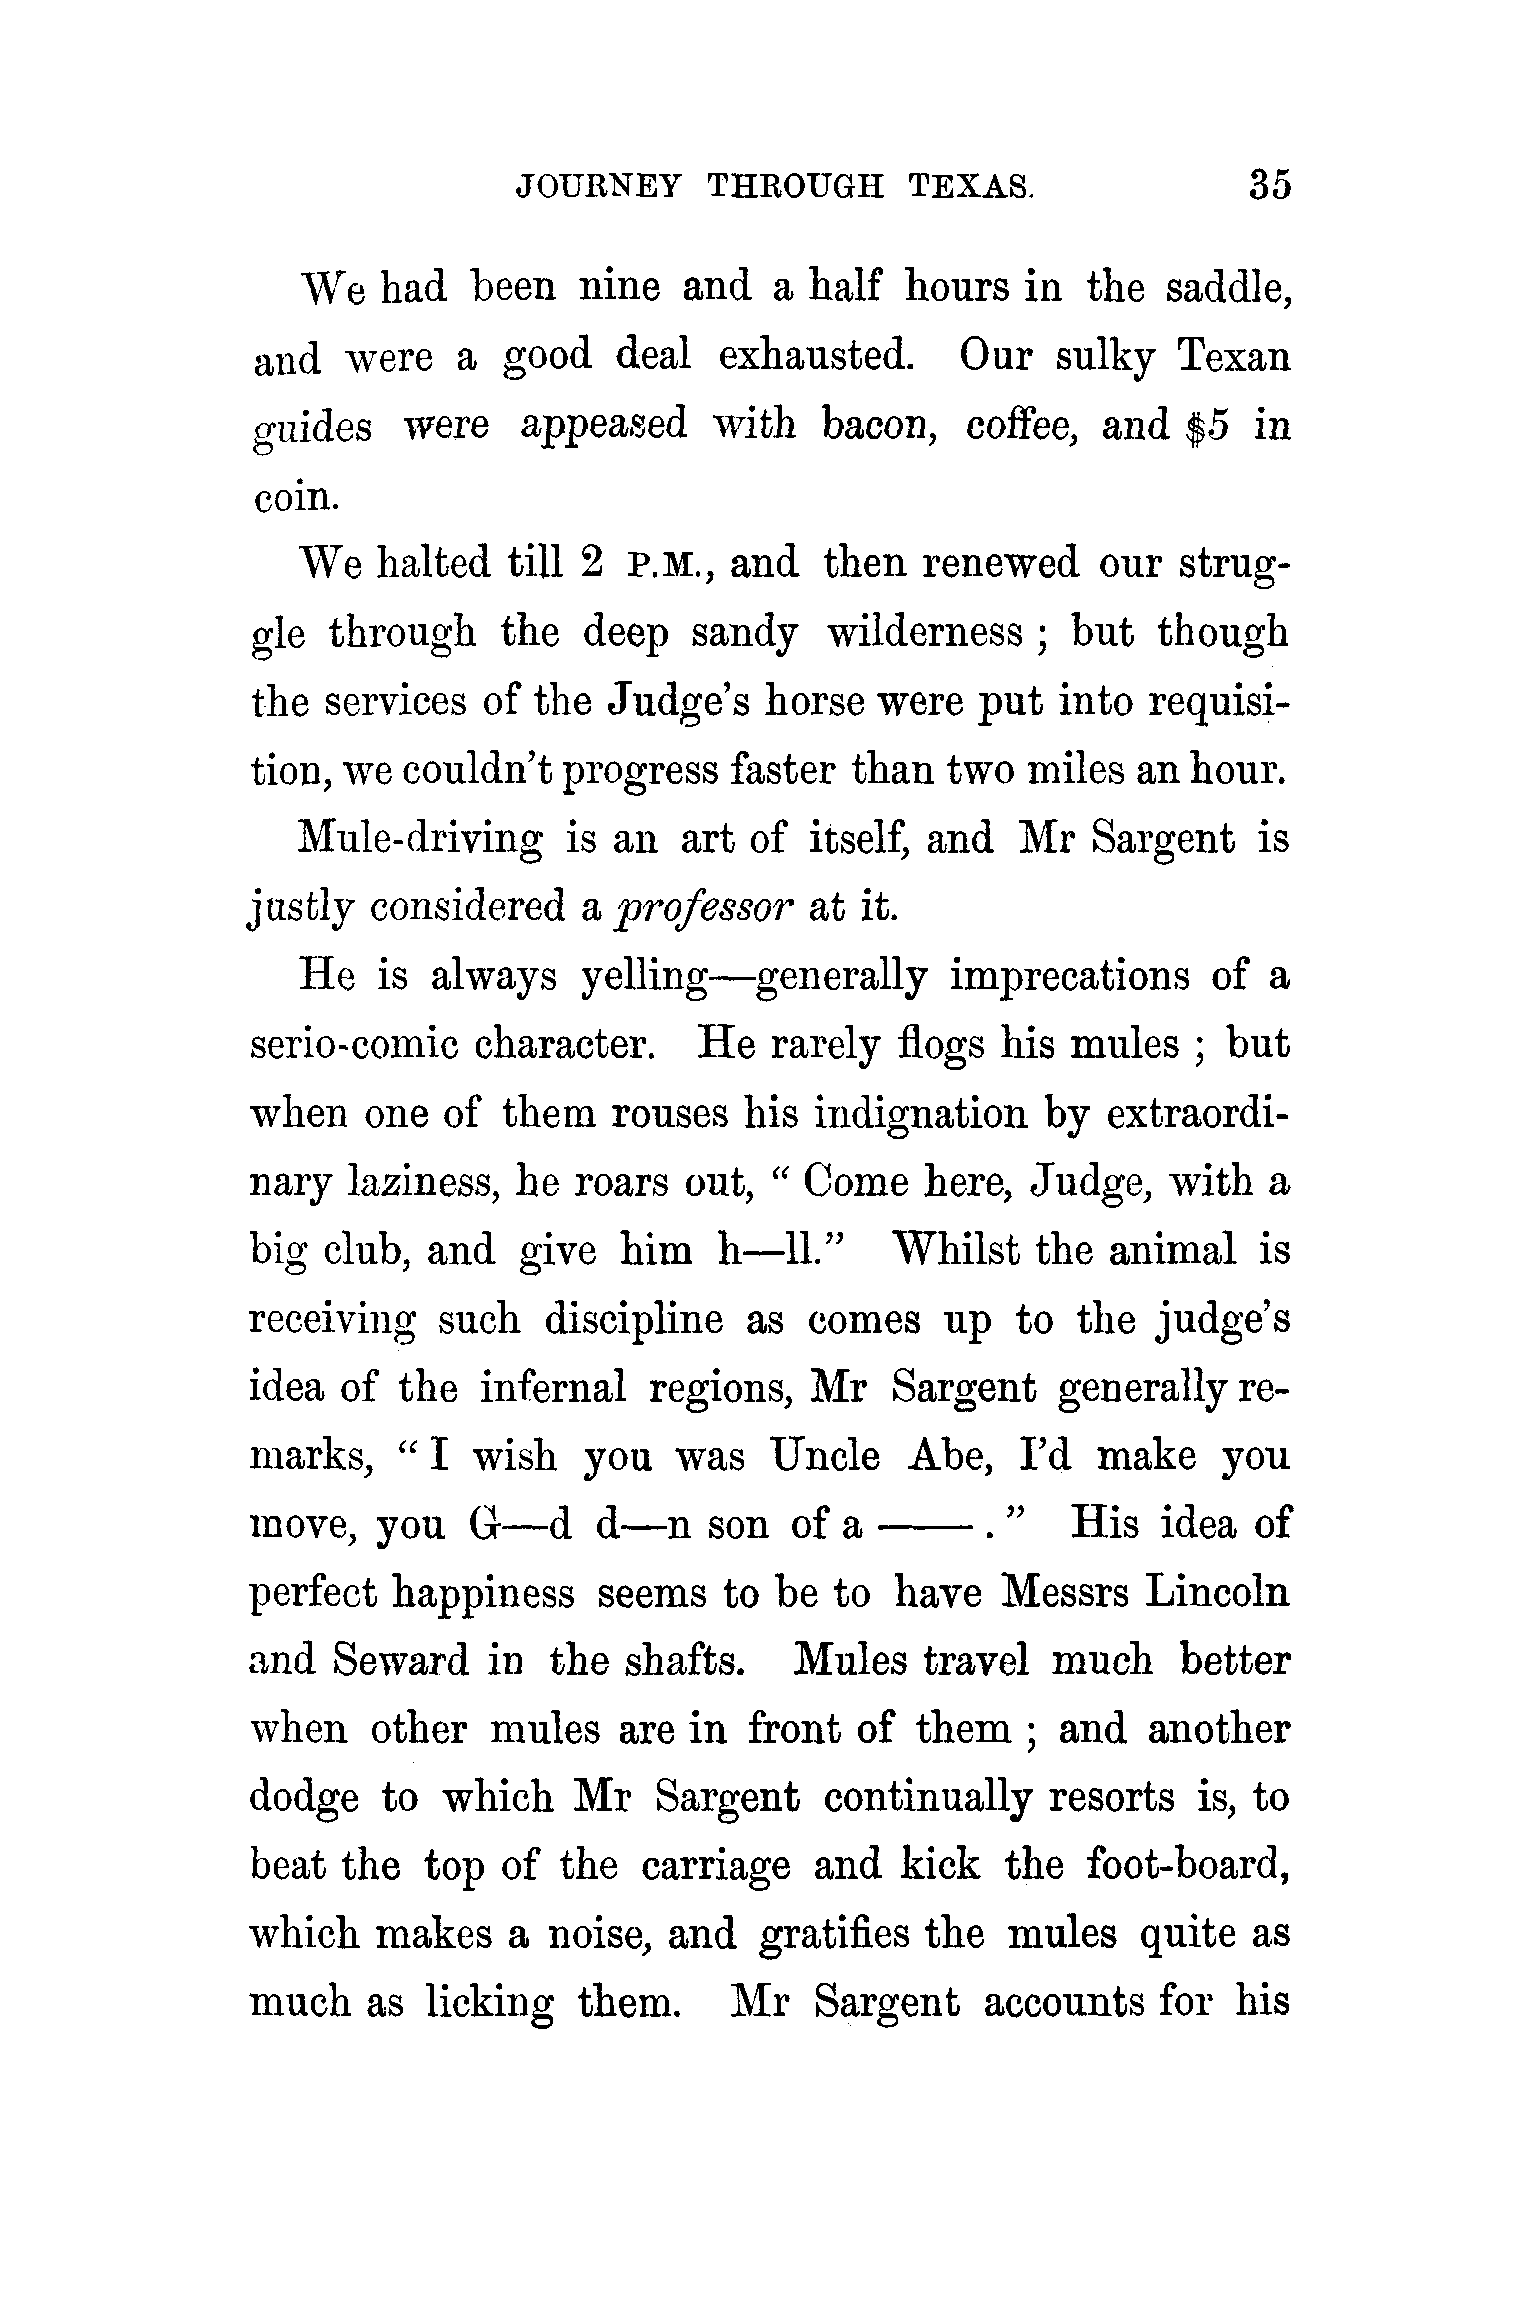 JOURNEY THROUGH TEXAS. 35
We had been nine and a half hours in the saddle,
and were a good deal exhausted. Our sulky Texan
guides were appeased with bacon, coffee, and $5 in
coin.
We halted till 2 P.M., and then renewed our strug-
gle through the deep sandy wilderness ; but though
the services of the Judge's horse were put into requisi-
tion, we couldn't progress faster than two miles an hour.
Mule-driving is an art of itself, and Mr Sargent is
justly considered a professor at it.
He is always yelling—generally imprecations of a
serio-comic character. He rarely flogs his mules ; but
when one of them rouses his indignation by extraordi-
nary laziness, he roars out, “ Come here, Judge, with a
big club, and give him h—ll.” Whilst the animal is
receiving such discipline as comes up to the judge's
idea of the infernal regions, Mr Sargent generally re-
marks, “ I wish you was Uncle Abe, I'd make you
move, you G—d d—n son of a —— . ” His idea of
perfect happiness seems to be to have Messrs Lincoln
and Seward in the shafts. Mules travel much better
when other mules are in front of them ; and another
dodge to which Mr Sargent continually resorts is, to
beat the top of the carriage and kick the foot-board,
which makes a noise, and gratifies the mules quite as
much as licking them. Mr Sargent accounts for his